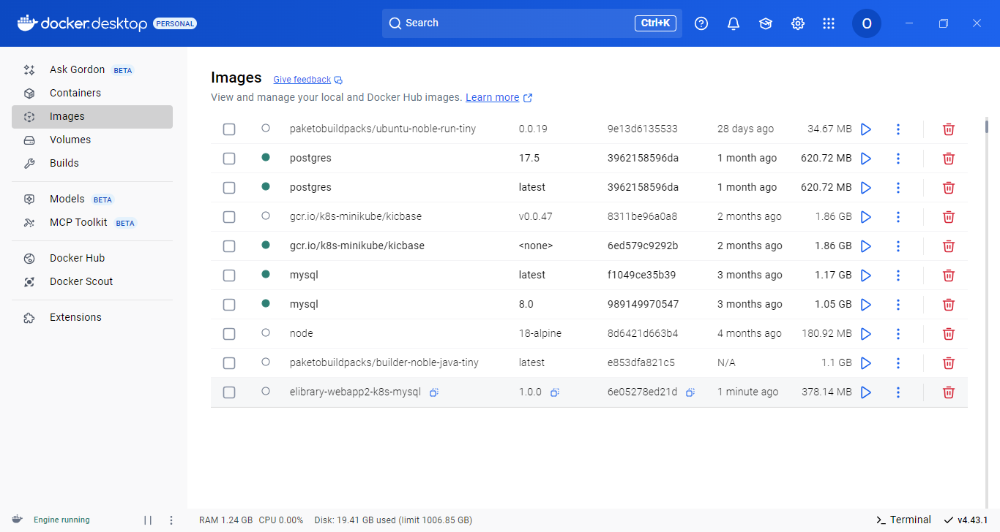 docker.desktop PERSONAL Search Ctrl+K O
Ask Gordon BETA
Containers
Images
Volumes
Builds
Models BETA
MCP Toolkit BETA
Docker Hub
Docker Scout
Extensions
Images Give feedback
View and manage your local and Docker Hub images. Learn more
paketobuildpacks/ubuntu-noble-run-tiny 0.0.19 9e13d6135533 28 days ago 34.67 MB
postgres 17.5 3962158596da 1 month ago 620.72 MB
postgres latest 3962158596da 1 month ago 620.72 MB
gcr.io/k8s-minikube/kicbase v0.0.47 8311be96a0a8 2 months ago 1.86 GB
gcr.io/k8s-minikube/kicbase <none> 6ed579c9292b 2 months ago 1.86 GB
mysql latest f1049ce35b39 3 months ago 1.17 GB
mysql 8.0 989149970547 3 months ago 1.05 GB
node 18-alpine 8d6421d663b4 4 months ago 180.92 MB
paketobuildpacks/builder-noble-java-tiny latest e853dfa821c5 N/A 1.1 GB
elibrary-webapp2-k8s-mysql 1.0.0 6e05278ed21d 1 minute ago 378.14 MB
Engine running RAM 1.24 GB CPU 0.00% Disk: 19.41 GB used (limit 1006.85 GB) >_ Terminal v4.43.1